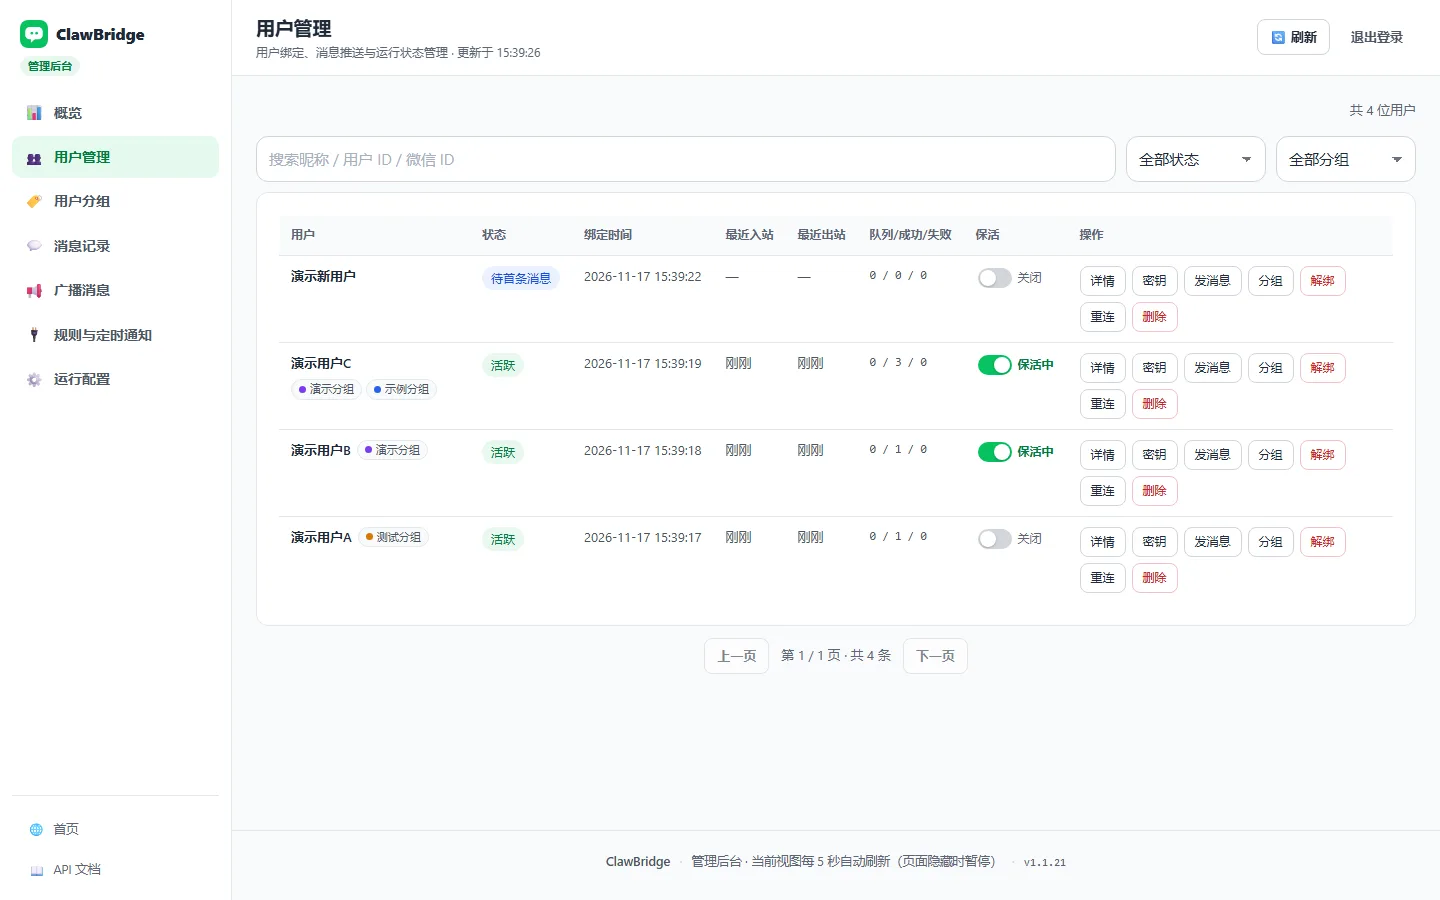 ClawBridge
管理后台
概览
用户管理
用户分组
消息记录
广播消息
规则与定时通知
运行配置
首页
API 文档
用户管理
用户绑定、消息推送与运行状态管理 · 更新于 15:39:26
刷新
退出登录
共 4 位用户
搜索昵称 / 用户 ID / 微信 ID
全部状态
全部分组
用户 状态 绑定时间 最近入站 最近出站 队列/成功/失败 保活 操作
演示新用户 待首条消息 2026-11-17 15:39:22 — — 0 / 0 / 0 关闭 详情 密钥 发消息 分组 解绑
重连 删除
演示用户C 活跃 2026-11-17 15:39:19 刚刚 刚刚 0 / 3 / 0 保活中 详情 密钥 发消息 分组 解绑
演示分组 示例分组
重连 删除
演示用户B 演示分组 活跃 2026-11-17 15:39:18 刚刚 刚刚 0 / 1 / 0 保活中 详情 密钥 发消息 分组 解绑
重连 删除
演示用户A 测试分组 活跃 2026-11-17 15:39:17 刚刚 刚刚 0 / 1 / 0 关闭 详情 密钥 发消息 分组 解绑
重连 删除
上一页 第 1 / 1 页 · 共 4 条 下一页
ClawBridge · 管理后台 · 当前视图每 5 秒自动刷新（页面隐藏时暂停） · v1.1.21